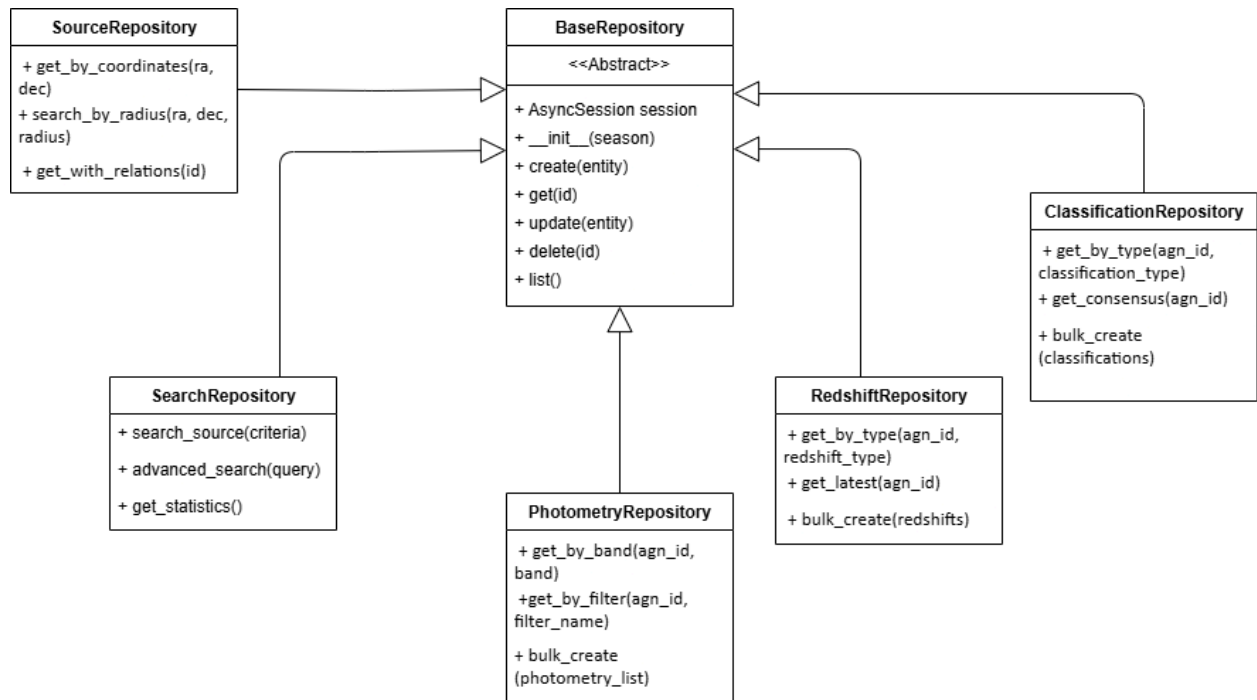 SourceRepository
+ get_by_coordinates(ra,
dec)
+ search_by_radius(ra, dec,
radius)
+ get_with_relations(id)
BaseRepository
<<Abstract>>
+ AsyncSession session
+ __init__(season)
+ create(entity)
+ get(id)
+ update(entity)
+ delete(id)
+ list()
ClassificationRepository
+ get_by_type(agn_id,
classification_type)
+ get_consensus(agn_id)
+ bulk_create
(classifications)
SearchRepository
+ search_source(criteria)
+ advanced_search(query)
+ get_statistics()
RedshiftRepository
+ get_by_type(agn_id,
redshift_type)
+ get_latest(agn_id)
+ bulk_create(redshifts)
PhotometryRepository
+ get_by_band(agn_id,
band)
+get_by_filter(agn_id,
filter_name)
+ bulk_create
(photometry_list)